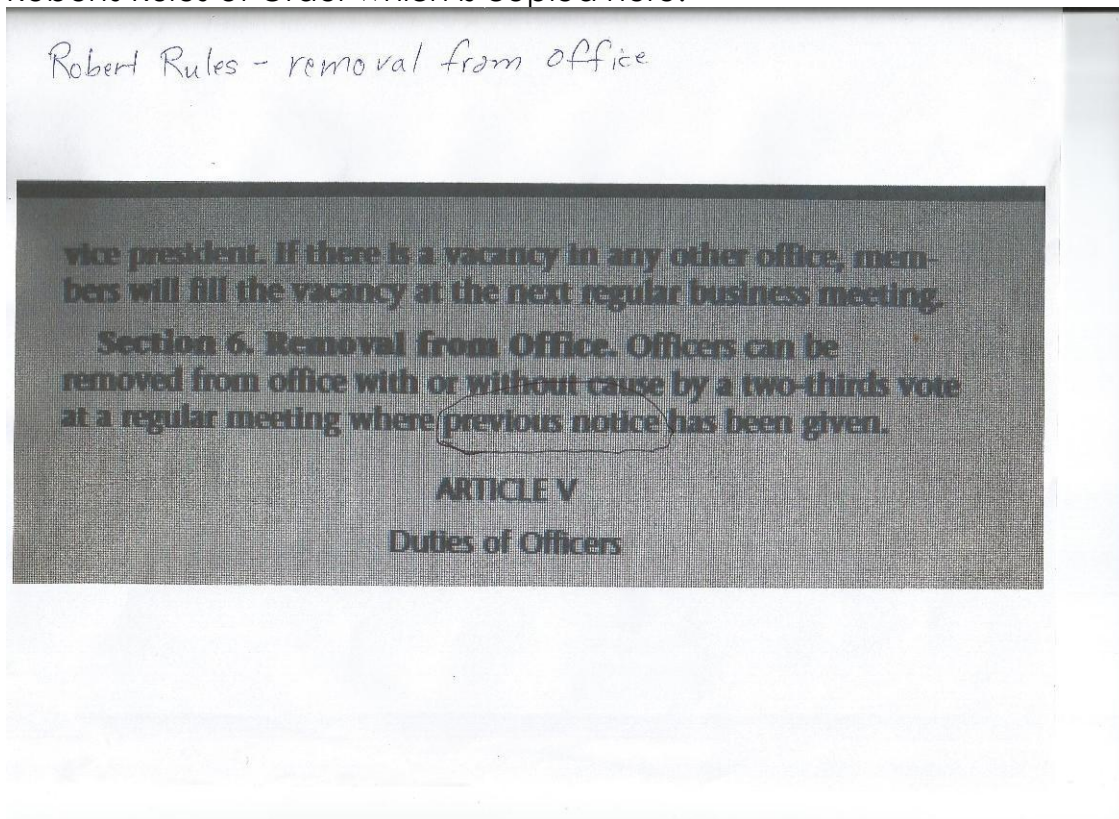 Robert Rules - removal from office
vice president. If there is a vacancy in any other office, mem-
bers will fill the vacancy at the next regular business meeting.
Section 6. Removal from Office. Officers can be
removed from office with or without cause by a two-thirds vote
at a regular meeting where previous notice has been given.
ARTICLE V
Duties of Officers